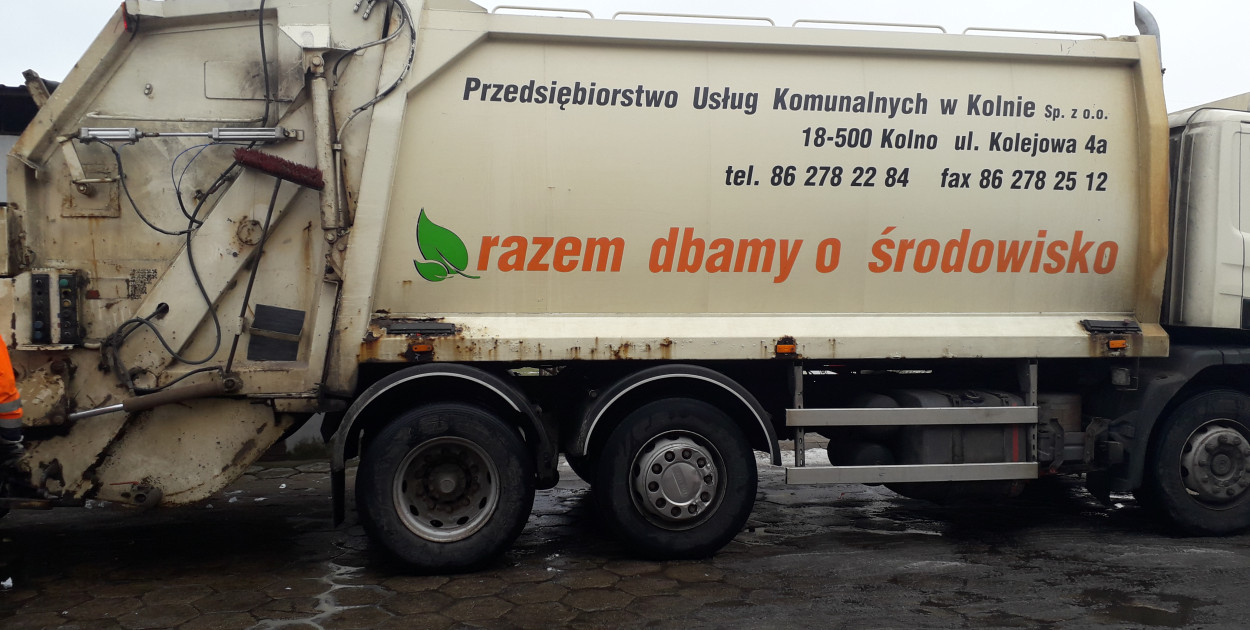 Przedsiębiorstwo Usług Komunalnych w Kolnie Sp. z o.o.
18-500 Kolno ul. Kolejowa 4a
tel. 86 278 22 84 fax 86 278 25 12
razem dbamy o środowisko